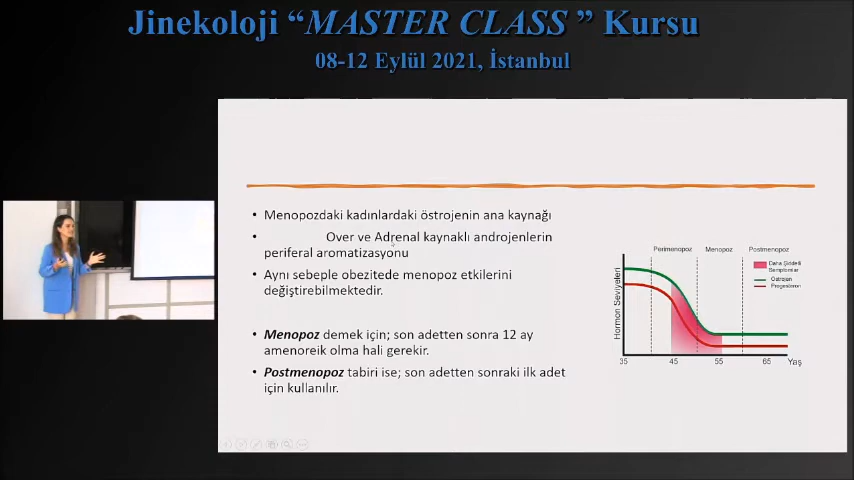 Jinekoloji “MASTER CLASS ” Kursu
08-12 Eylül 2021, İstanbul
• Menopozdaki kadınlardaki östrojenin ana kaynağı
• Over ve Adrenal kaynaklı androjenlerin
periferal aromatizasyonu
• Aynı sebeple obezitede menopoz etkilerini
değiştirebilmektedir.
• Menopoz demek için; son adetten sonra 12 ay
amenoreik olma hali gerekir.
• Postmenopoz tabiri ise; son adetten sonraki ilk adet
için kullanılır.
Perimenopoz Menopoz Postmenopoz
Daha Şiddetli
Semptomlar
Östrojen
Progesteron
Hormon Seviyeleri
35 45 55 65 Yaş